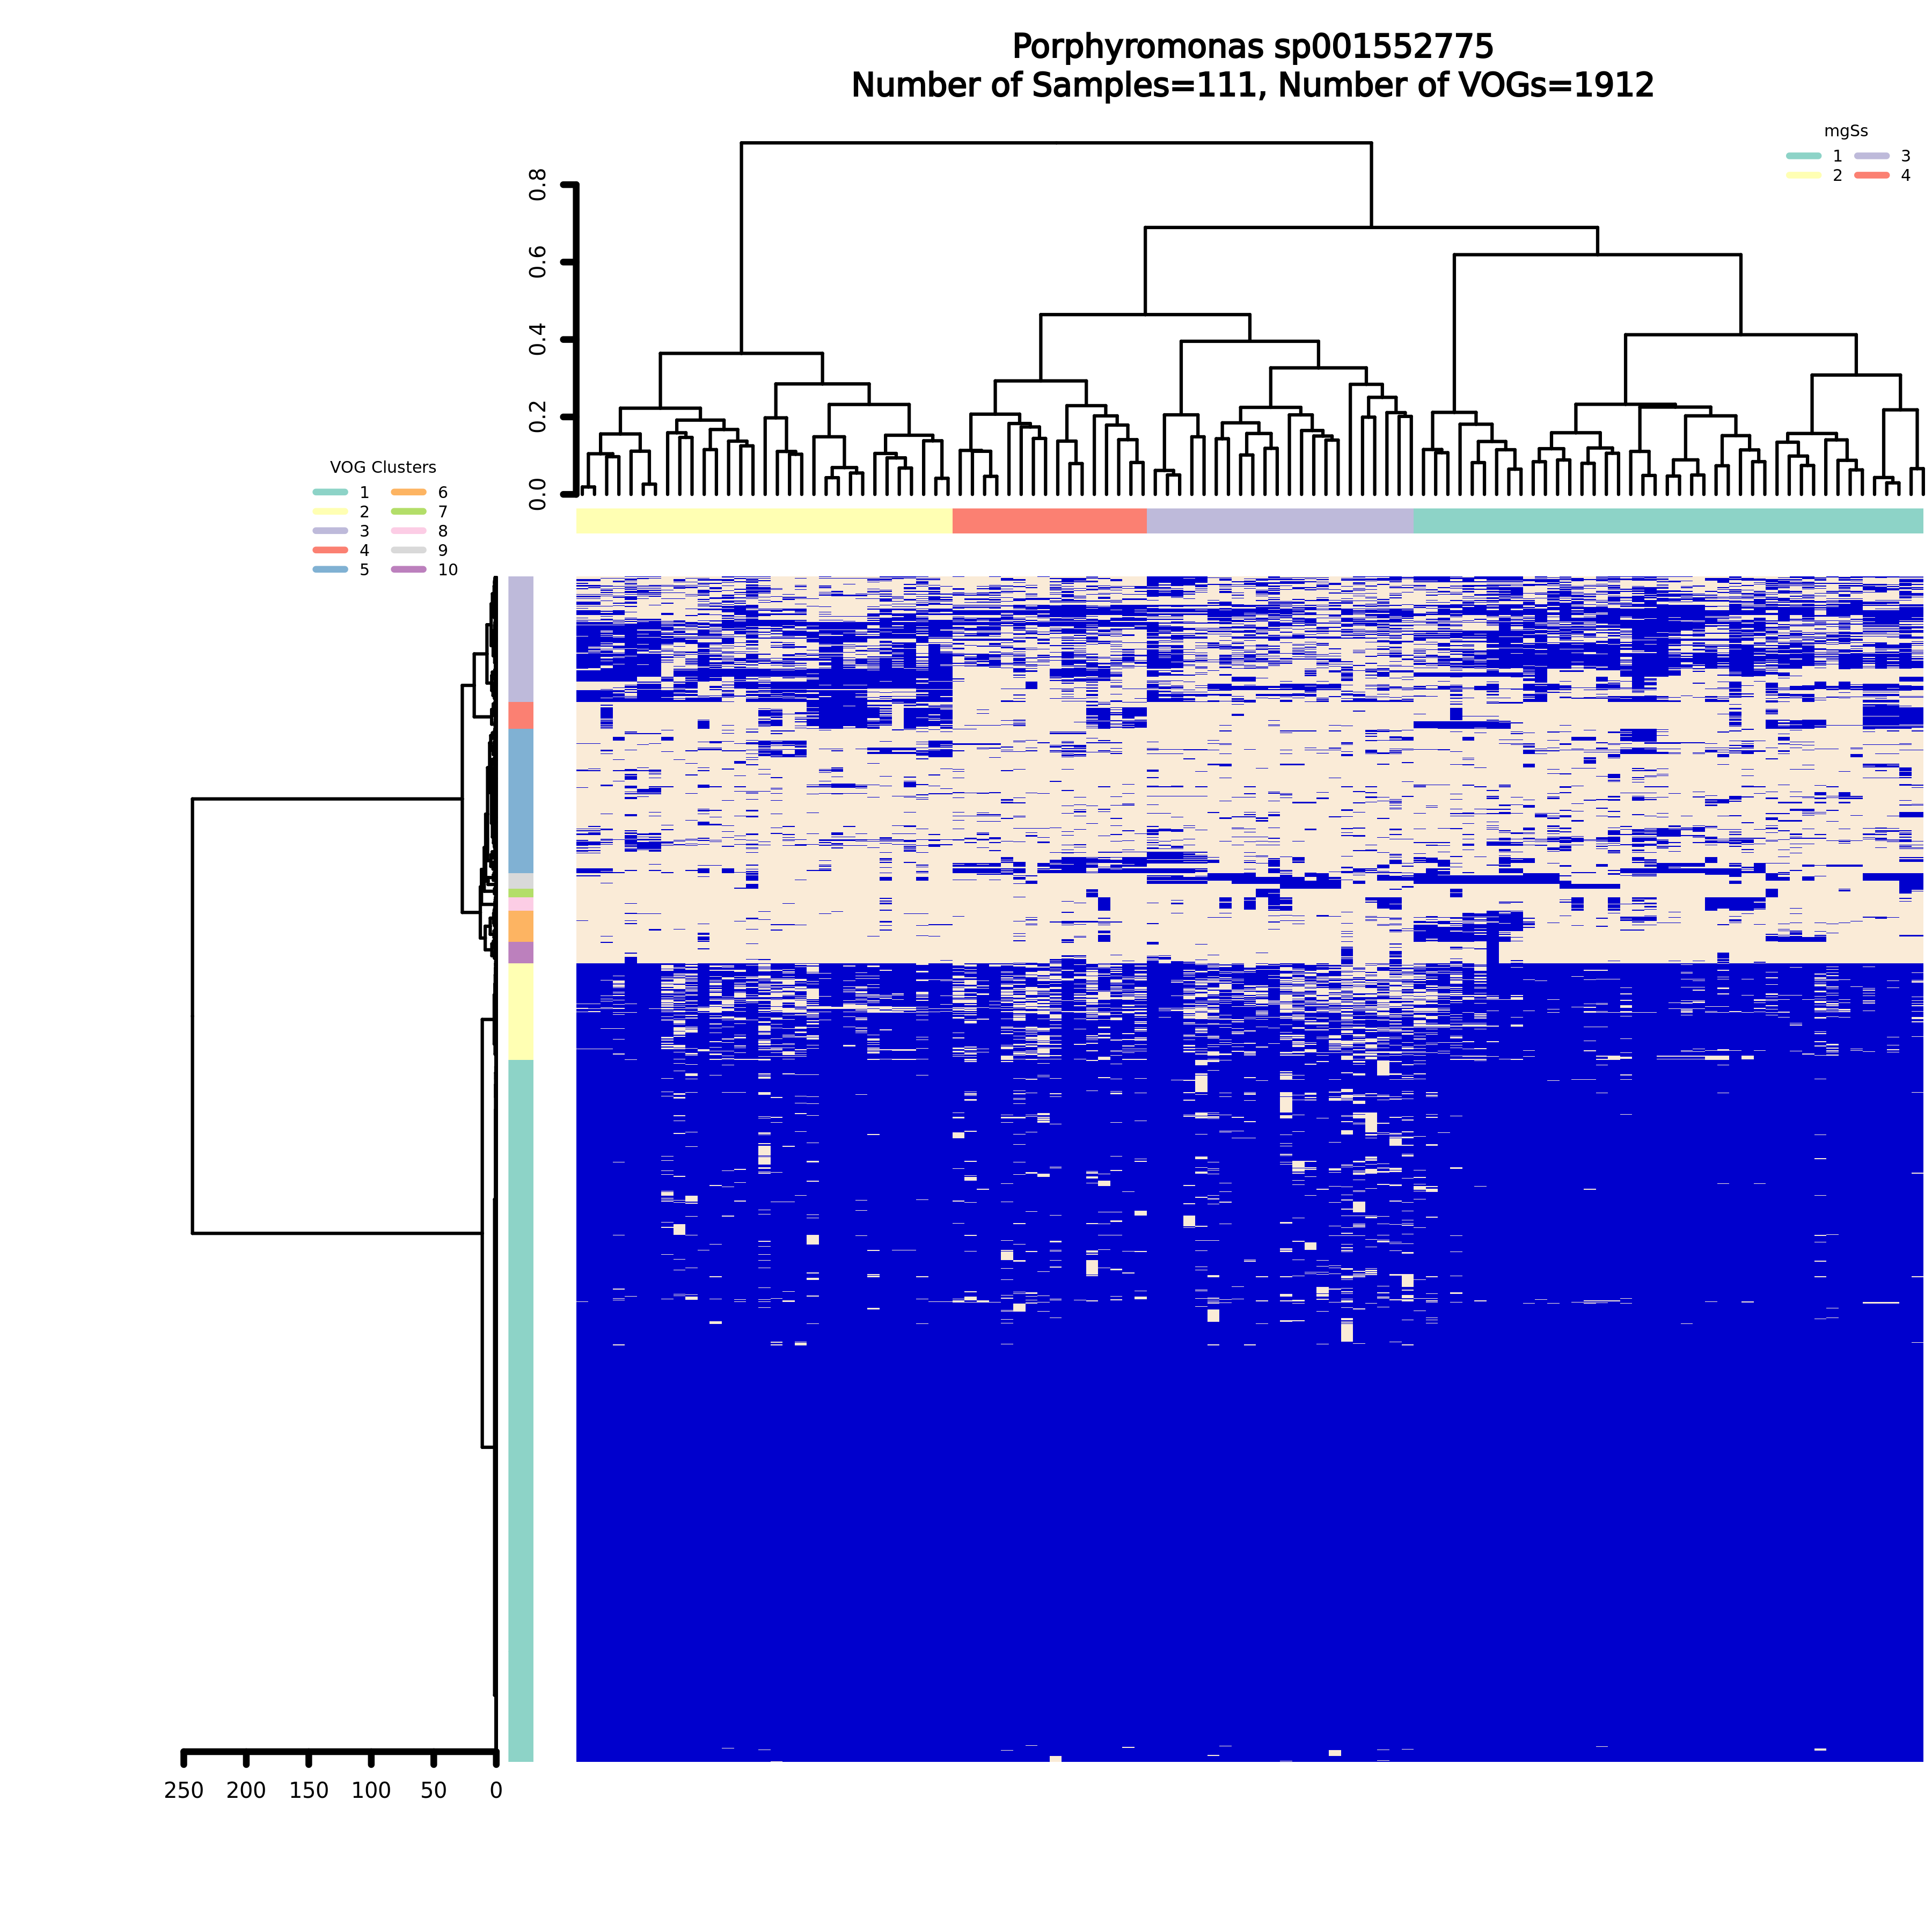 Porphyromonas sp001552775
Number of Samples=111, Number of VOGs=1912
mgSs
1 3
2 4
0.8
0.6
0.4
0.2
0.0
VOG Clusters
1 6
2 7
3 8
4 9
5 10
250 200 150 100 50 0